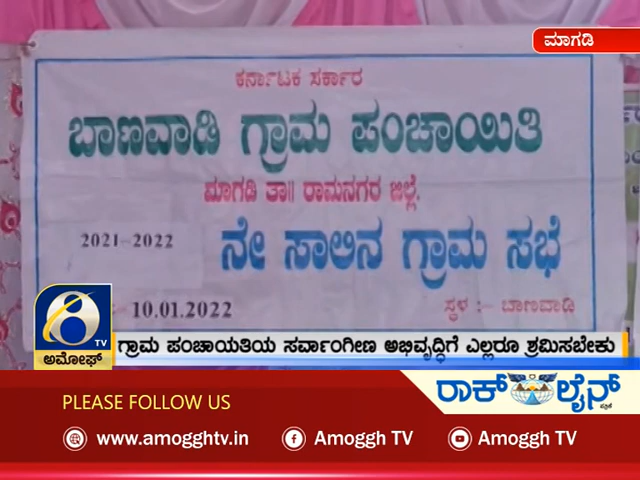 ಮಾಗಡಿ
ಕರ್ನಾಟಕ ಸರ್ಕಾರ
ಬಾಣವಾಡಿ ಗ್ರಾಮ ಪಂಚಾಯಿತಿ
ಮಾಗಡಿ ತಾ|| ರಾಮನಗರ ಜಿಲ್ಲೆ.
2021-2022 ನೇ ಸಾಲಿನ ಗ್ರಾಮ ಸಭೆ
10.01.2022 ಸ್ಥಳ :- ಬಾಣವಾಡಿ
TV
ಅಮೋಘ್
ಗ್ರಾಮ ಪಂಚಾಯತಿಯ ಸರ್ವಾಂಗೀಣ ಅಭಿವೃದ್ಧಿಗೆ ಎಲ್ಲರೂ ಶ್ರಮಿಸಬೇಕು
PLEASE FOLLOW US
ರಾಕ್ ಲೈನ್
www.amogghtv.in Amoggh TV Amoggh TV